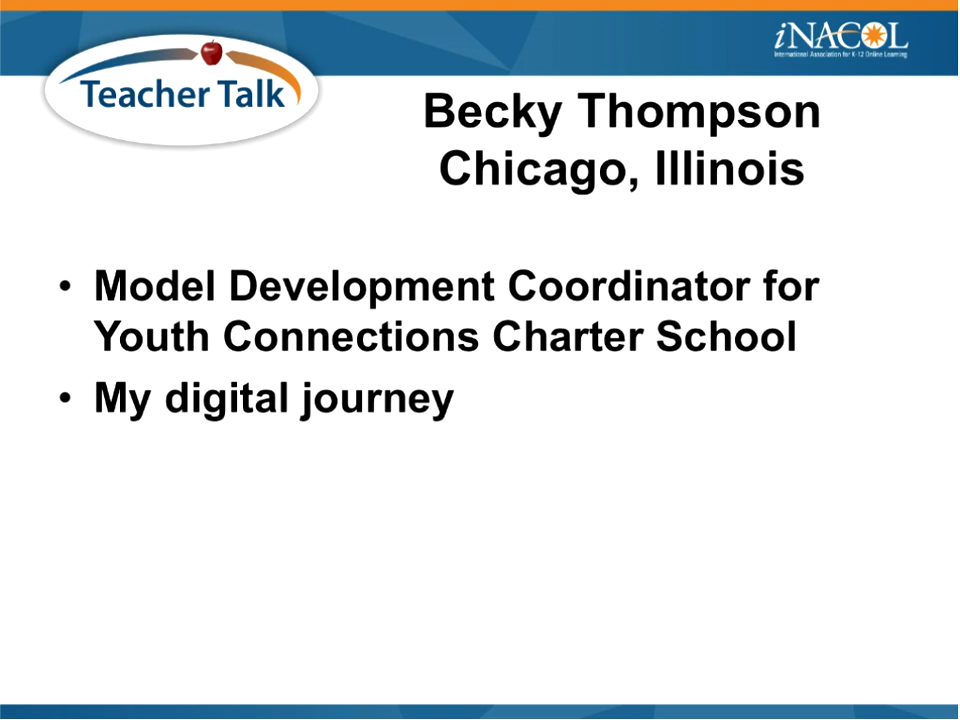 iNACOL
International Association for K-12 Online Learning
Teacher Talk
Becky Thompson
Chicago, Illinois
• Model Development Coordinator for
Youth Connections Charter School
• My digital journey